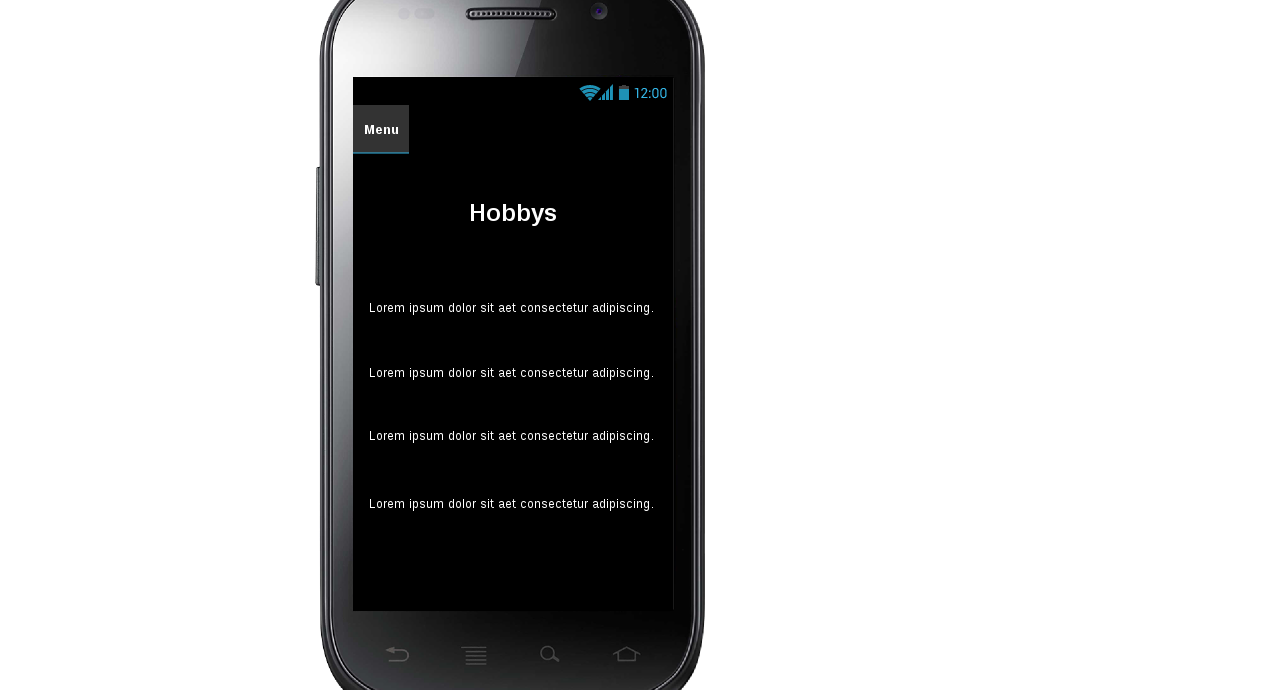 12:00
Menu
Hobbys
Lorem ipsum dolor sit aet consectetur adipiscing.
Lorem ipsum dolor sit aet consectetur adipiscing.
Lorem ipsum dolor sit aet consectetur adipiscing.
Lorem ipsum dolor sit aet consectetur adipiscing.